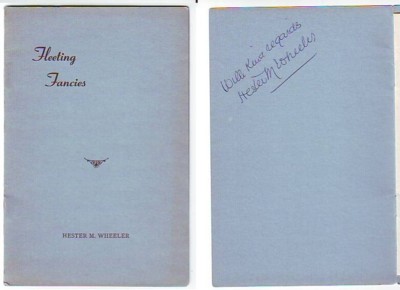 Fleeting
Fancies
HESTER M. WHEELER
With Kind regards
Hester M Wheeler